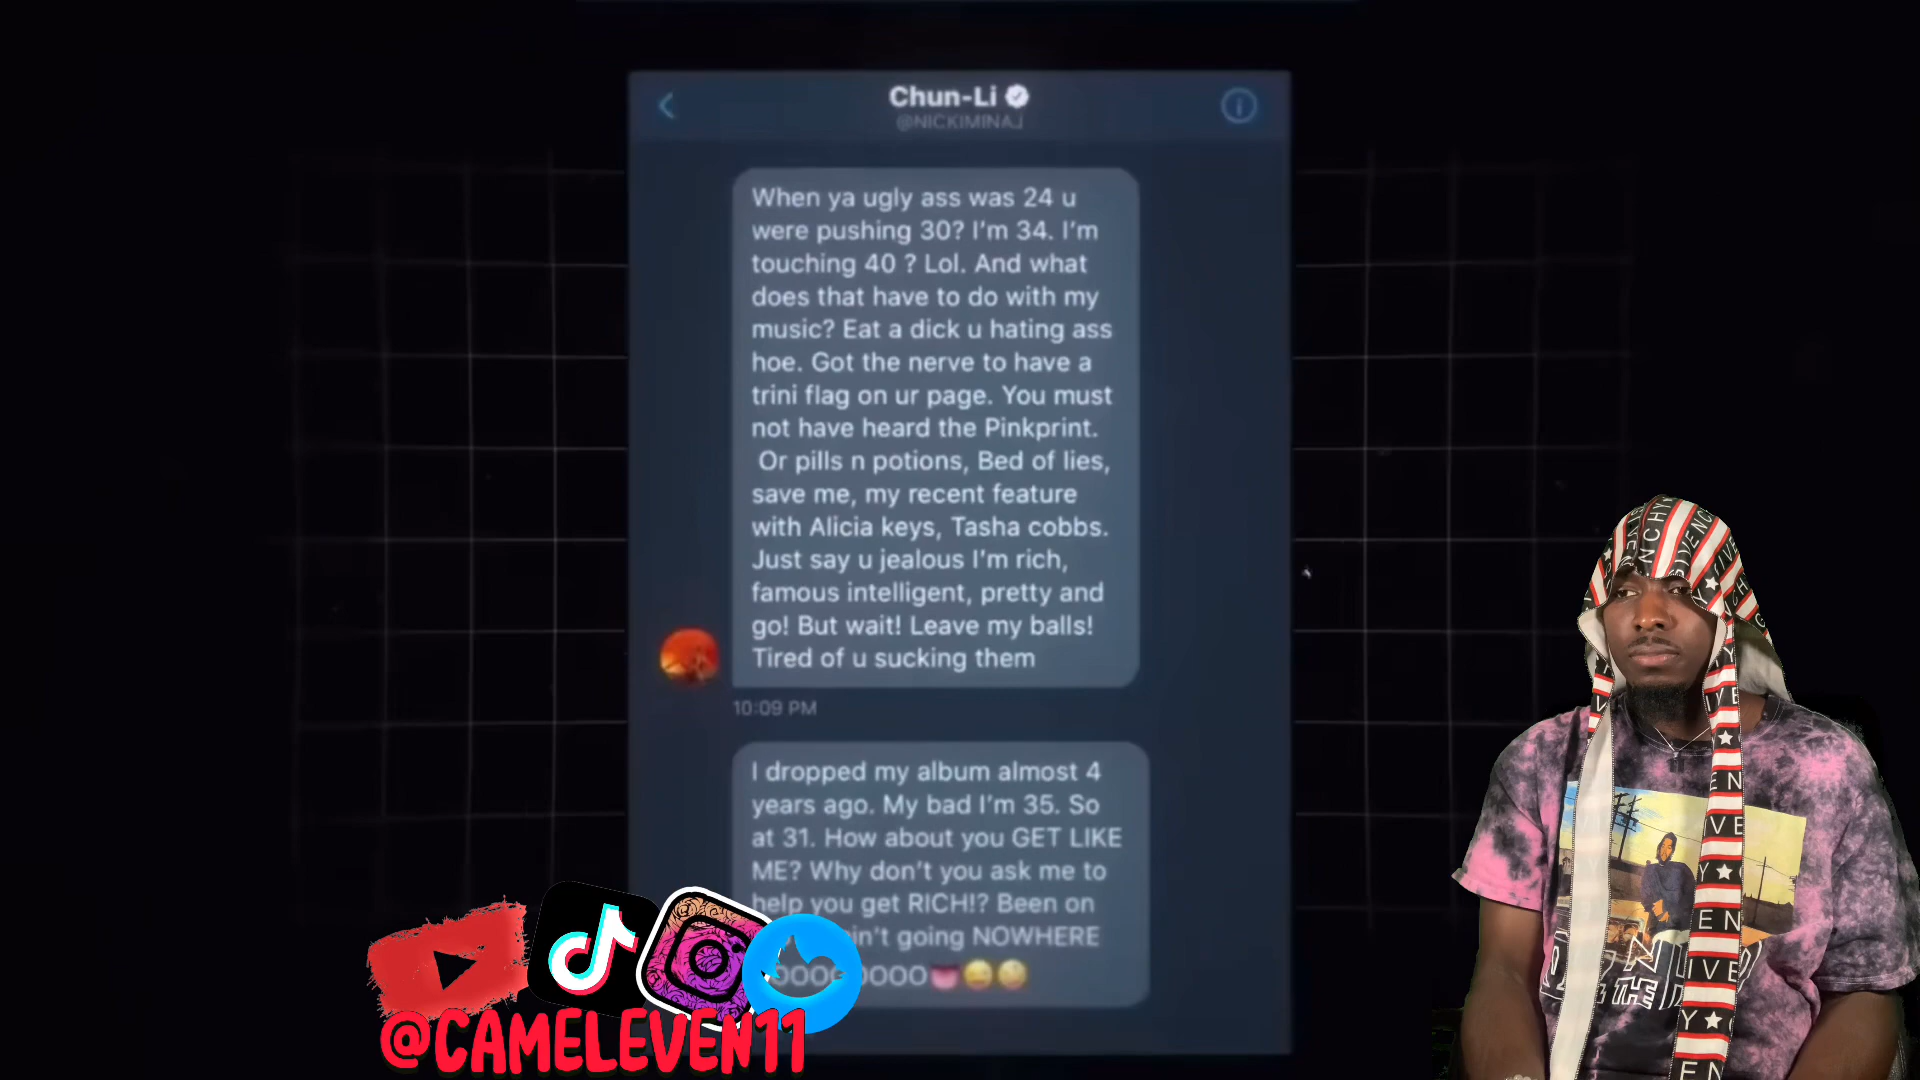 Chun-Li
@NICKIMINAJ
When ya ugly ass was 24 u
were pushing 30? I'm 34. I'm
touching 40 ? Lol. And what
does that have to do with my
music? Eat a dick u hating ass
hoe. Got the nerve to have a
trini flag on ur page. You must
not have heard the Pinkprint.
Or pills n potions, Bed of lies,
save me, my recent feature
with Alicia keys, Tasha cobbs.
Just say u jealous I'm rich,
famous intelligent, pretty and
go! But wait! Leave my balls!
Tired of u sucking them
10:09 PM
I dropped my album almost 4
years ago. My bad I'm 35. So
at 31. How about you GET LIKE
ME? Why don't you ask me to
help you get RICH!? Been on
ain't going NOWHERE
@CAMELEVEN11
GIVENCHY